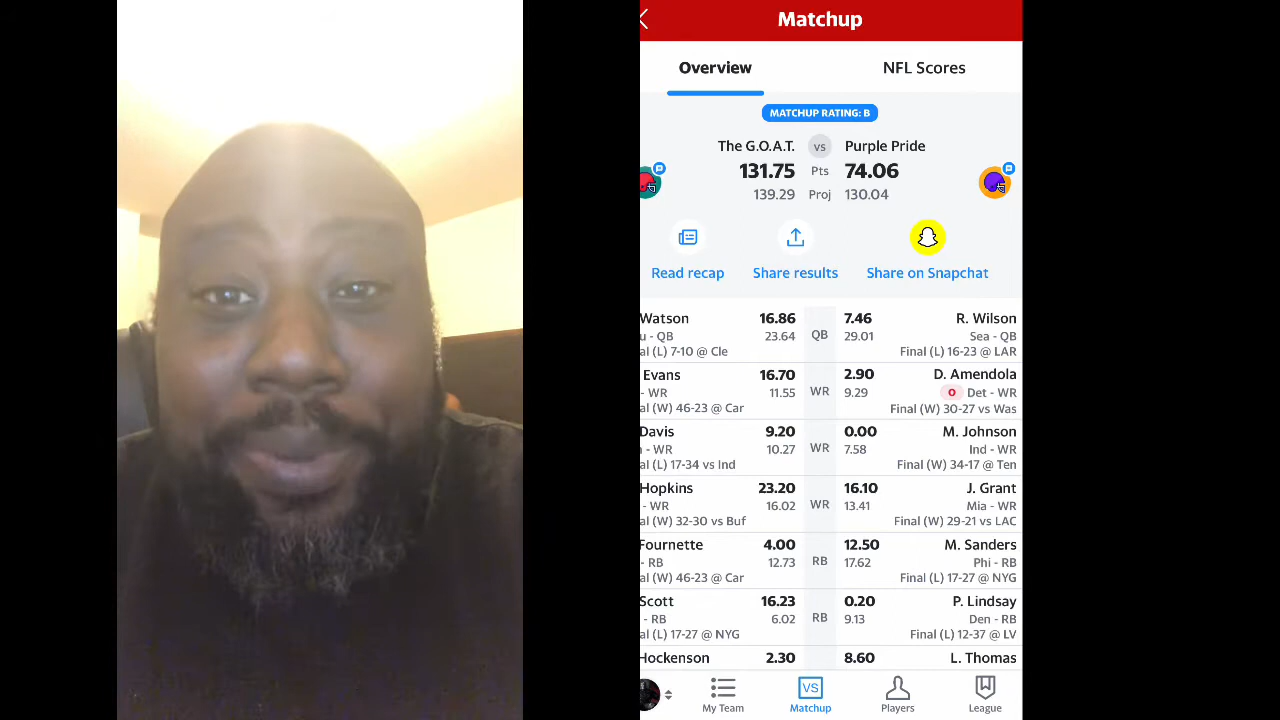 Matchup
Overview NFL Scores
MATCHUP RATING: B
The G.O.A.T. vs Purple Pride
131.75 Pts 74.06
139.29 Proj 130.04
Read recap Share results Share on Snapchat
Watson 16.86 7.46 R. Wilson
u - QB 23.64 QB 29.01 Sea - QB
al (L) 7-10 @ Cle Final (L) 16-23 @ LAR
Evans 16.70 2.90 D. Amendola
- WR 11.55 WR 9.29 O Det - WR
al (W) 46-23 @ Car Final (W) 30-27 vs Was
Davis 9.20 0.00 M. Johnson
- WR 10.27 WR 7.58 Ind - WR
al (L) 17-34 vs Ind Final (W) 34-17 @ Ten
Hopkins 23.20 16.10 J. Grant
- WR 16.02 WR 13.41 Mia - WR
al (W) 32-30 vs Buf Final (W) 29-21 vs LAC
Fournette 4.00 12.50 M. Sanders
- RB 12.73 RB 17.62 Phi - RB
al (W) 46-23 @ Car Final (L) 17-27 @ NYG
Scott 16.23 0.20 P. Lindsay
- RB 6.02 RB 9.13 Den - RB
al (L) 17-27 @ NYG Final (L) 12-37 @ LV
Hockenson 2.30 8.60 L. Thomas
My Team Matchup Players League
VS